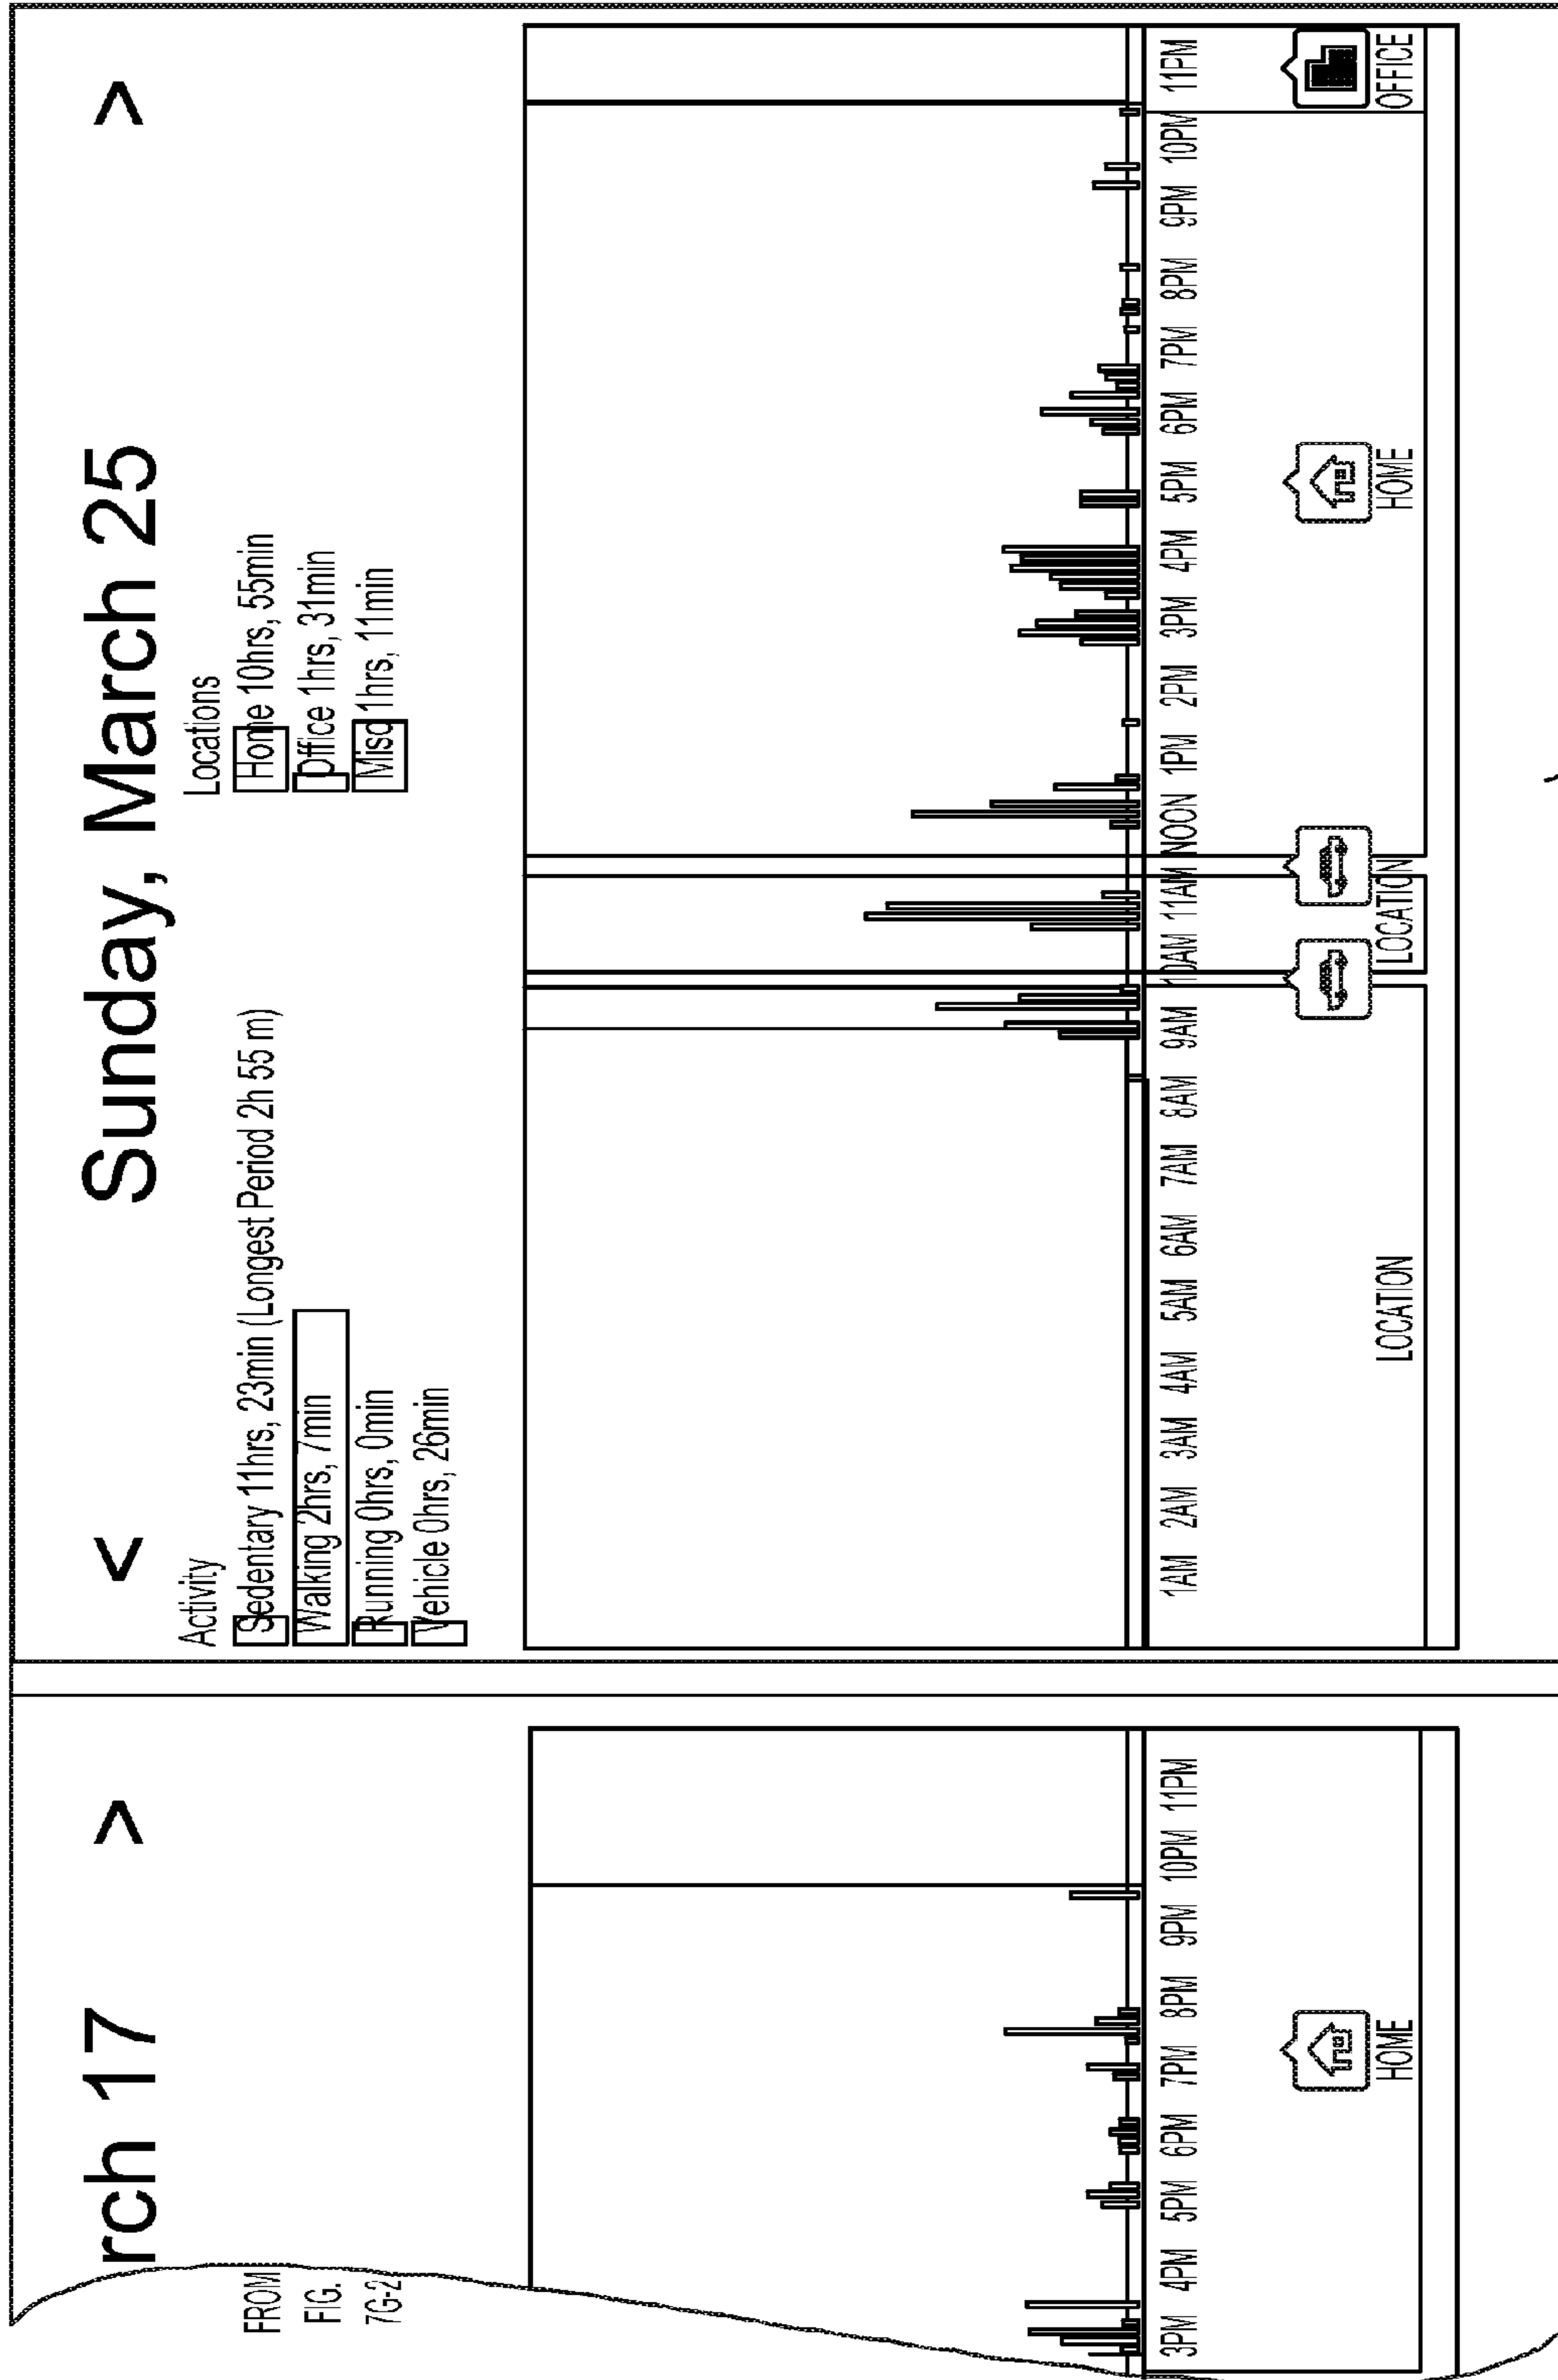 rch 17 >
FROM
FIG.
7G-2
3PM 4PM 5PM 6PM 7PM 8PM 9PM 10PM 11PM
HOME
< Sunday, March 25 >
Activity
Sedentary 11hrs, 23min (Longest Period 2h 55 m)
Walking 2hrs, 7min
Running 0hrs, 0min
Vehicle 0hrs, 26min
Locations
Home 10hrs, 55min
Office 1hrs, 31min
Misc 1hrs, 11min
1AM 2AM 3AM 4AM 5AM 6AM 7AM 8AM 9AM 10AM 11AM NOON 1PM 2PM 3PM 4PM 5PM 6PM 7PM 8PM 9PM 10PM 11PM
LOCATION LOCATION HOME OFFICE